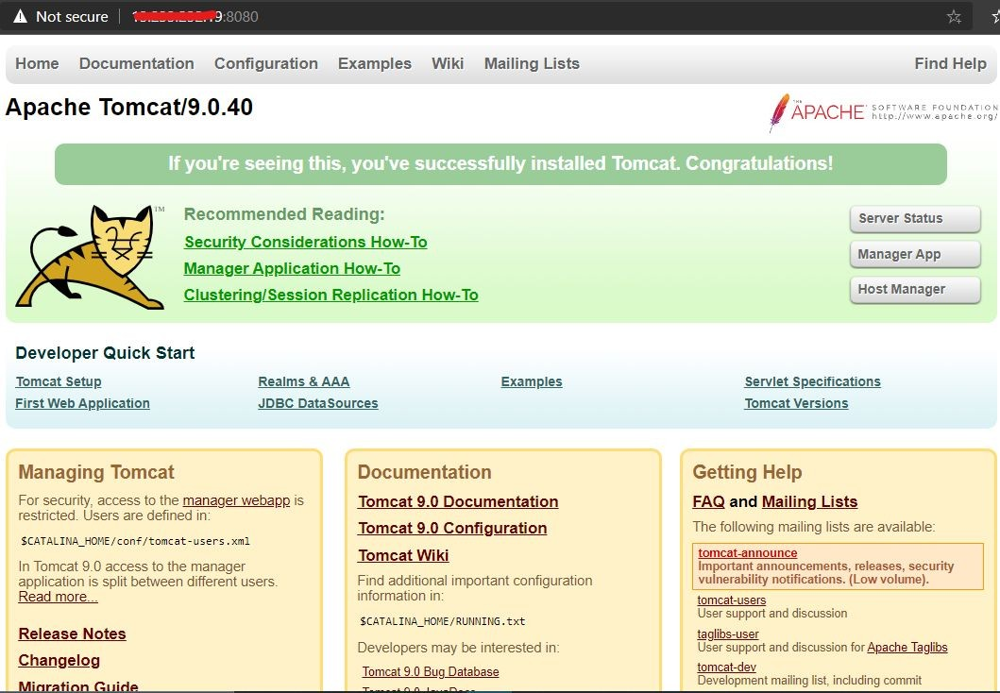 Not secure 9:8080
Home Documentation Configuration Examples Wiki Mailing Lists Find Help
Apache Tomcat/9.0.40
THE APACHE SOFTWARE FOUNDATION
http://www.apache.org/
If you're seeing this, you've successfully installed Tomcat. Congratulations!
TM
Recommended Reading:
Security Considerations How-To
Manager Application How-To
Clustering/Session Replication How-To
Server Status
Manager App
Host Manager
Developer Quick Start
Tomcat Setup
First Web Application
Realms & AAA
JDBC DataSources
Examples
Servlet Specifications
Tomcat Versions
Managing Tomcat
For security, access to the manager webapp is
restricted. Users are defined in:
$CATALINA_HOME/conf/tomcat-users.xml
In Tomcat 9.0 access to the manager
application is split between different users.
Read more...
Release Notes
Changelog
Migration Guide
Documentation
Tomcat 9.0 Documentation
Tomcat 9.0 Configuration
Tomcat Wiki
Find additional important configuration
information in:
$CATALINA_HOME/RUNNING.txt
Developers may be interested in:
Tomcat 9.0 Bug Database
Tomcat 9.0 JavaDocs
Getting Help
FAQ and Mailing Lists
The following mailing lists are available:
tomcat-announce
Important announcements, releases, security
vulnerability notifications. (Low volume).
tomcat-users
User support and discussion
taglibs-user
User support and discussion for Apache Taglibs
tomcat-dev
Development mailing list, including commit